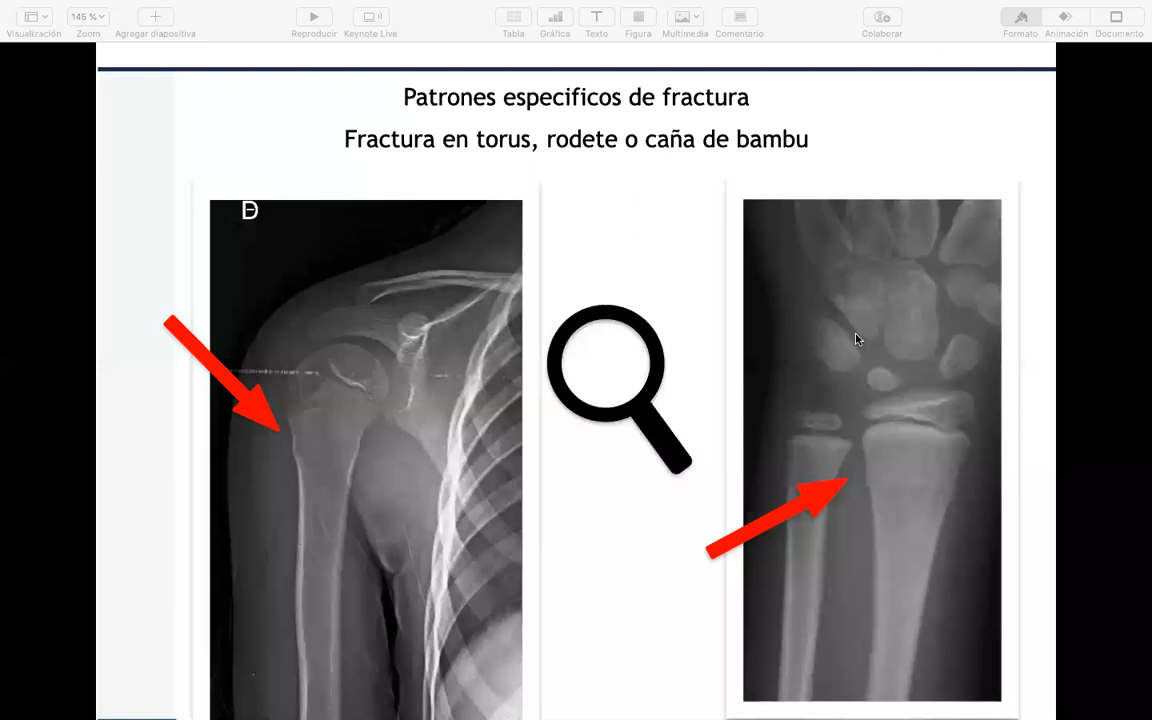 145 %
Visualización
Zoom
Agregar diapositiva
Reproducir
Keynote Live
Tabla
Gráfica
Texto
Figura
Multimedia
Comentario
Colaborar
Formato
Animación
Documento
Patrones especificos de fractura
Fractura en torus, rodete o caña de bambu
D